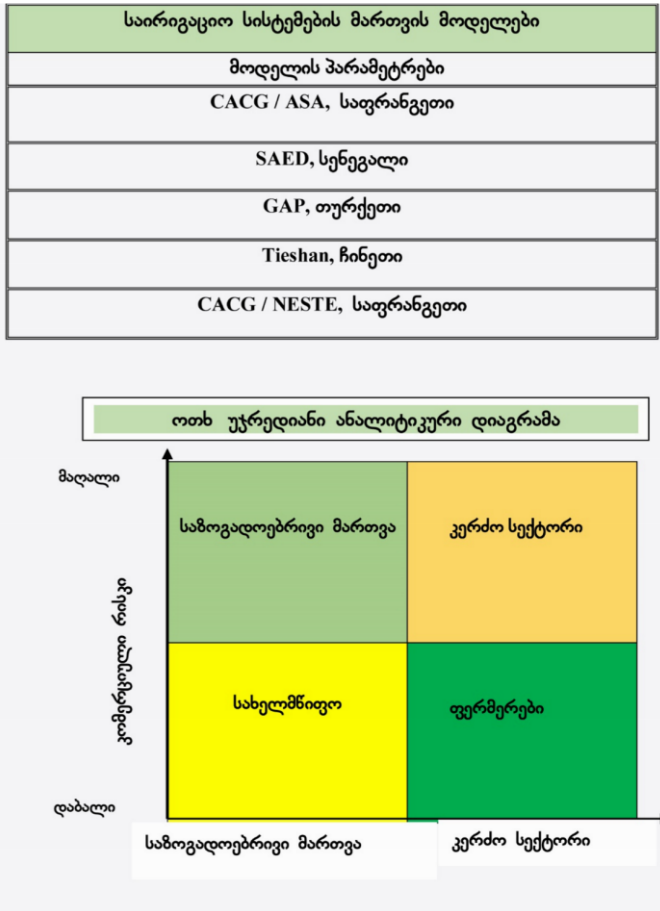 საირიგაციო სისტემების მართვის მოდელები
მოდელის პარამეტრები
CACG / ASA, საფრანგეთი
SAED, სენეგალი
GAP, თურქეთი
Tieshan, ჩინეთი
CACG / NESTE, საფრანგეთი
ოთხ უჯრედიანი ანალიტიკური დიაგრამა
მაღალი
საზოგადოებრივი მართვა
კერძო სექტორი
კომერციული რისკი
სახელმწიფო
ფერმერები
დაბალი
საზოგადოებრივი მართვა
კერძო სექტორი